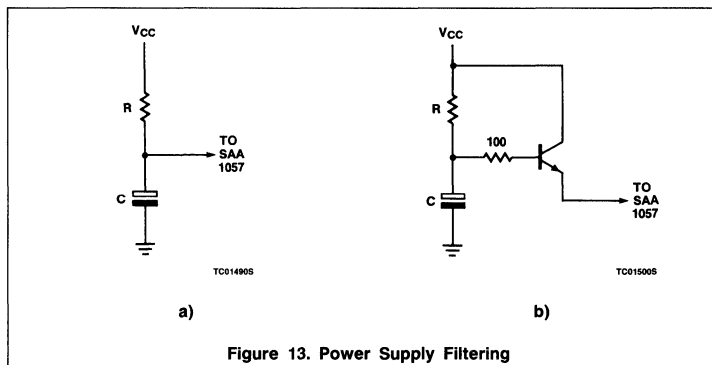 VCC
R
TO
SAA
1057
C
TC01490S
a)
VCC
R
100
TO
SAA
1057
C
TC01500S
b)
Figure 13. Power Supply Filtering